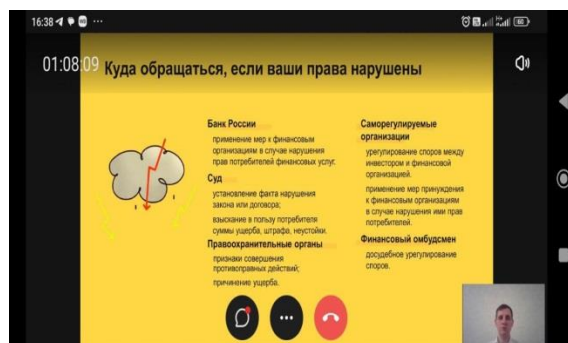 16:38
01:08:09
Куда обращаться, если ваши права нарушены
Банк России
применение мер к финансовым
организациям в случае нарушения
прав потребителей финансовых услуг.
Суд
установление факта нарушения
закона или договора;
взыскание в пользу потребителя
суммы ущерба, штрафа, неустойки.
Правоохранительные органы
признаки совершения
противоправных действий;
причинение ущерба.
Саморегулируемые
организации
урегулирование споров между
инвестором и финансовой
организацией.
применение мер принуждения
к финансовым организациям
в случае нарушения ими прав
потребителей.
Финансовый омбудсмен
досудебное урегулирование
споров.